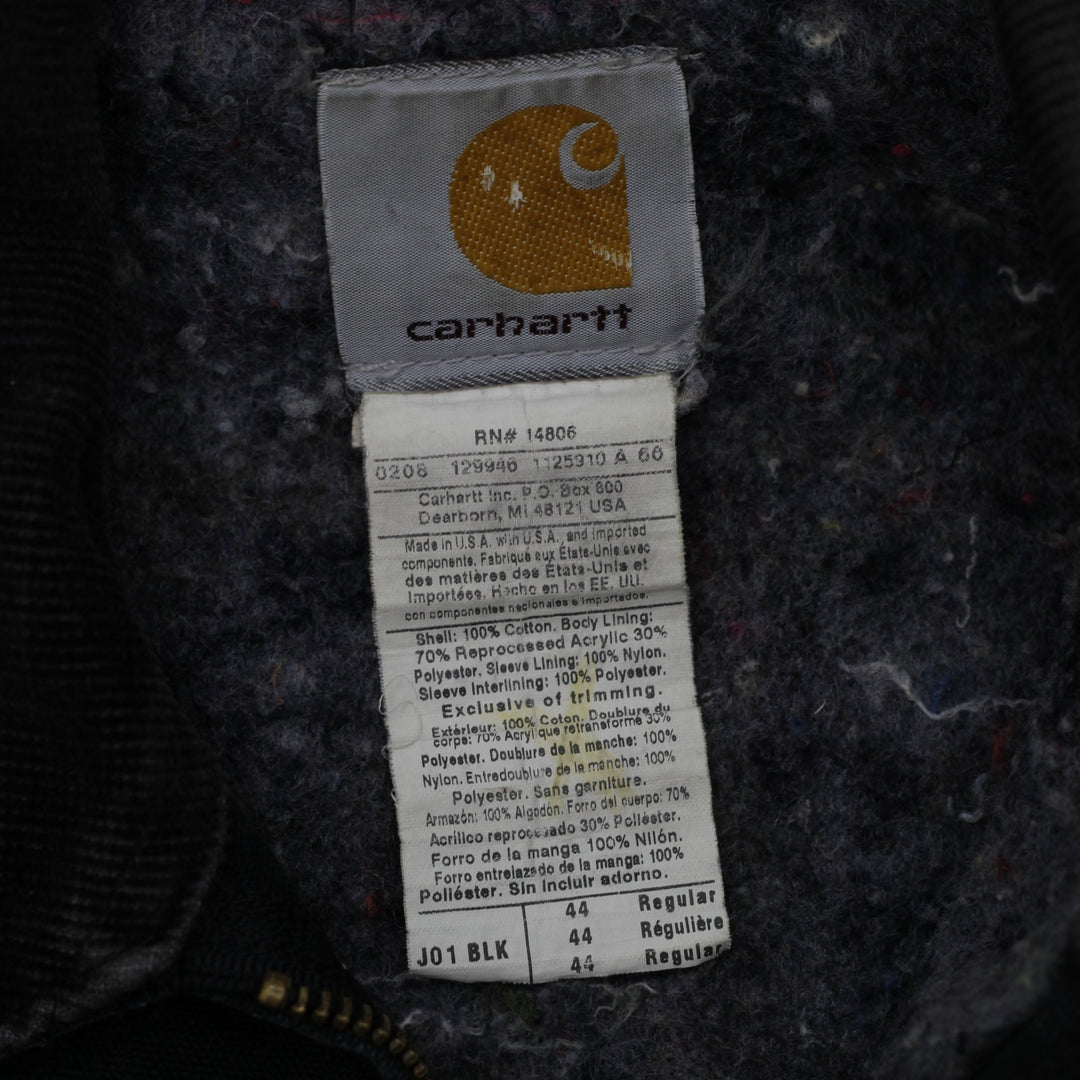 carhartt
RN# 14806
0208 129946 1125910 A 60
Carhartt Inc. P.O. Box 600
Dearborn, MI 48121 USA
Made in U.S.A. with U.S.A., and imported
components. Fabriqué aux États-Unis avec
des matières des États-Unis et
Importées. Hecho en los EE. UU.
con componentes nacionales e importados.
Shell: 100% Cotton. Body Lining:
70% Reprocessed Acrylic 30%
Polyester. Sleeve Lining: 100% Nylon.
Sleeve Interlining: 100% Polyester.
Exclusive of trimming.
Extérieur: 100% Coton. Doublure du
corps: 70% Acrylique retransformé 30%
Polyester. Doublure de la manche: 100%
Nylon. Entredoublure de la manche: 100%
Polyester. Sans garniture.
Armazón: 100% Algodón. Forro del cuerpo: 70%
Acrílico reprocesado 30% Poliéster.
Forro de la manga 100% Nilón.
Forro entrelazado de la manga: 100%
Poliéster. Sin incluir adorno.
44 Regular
44 Régulière
J01 BLK
44 Regular